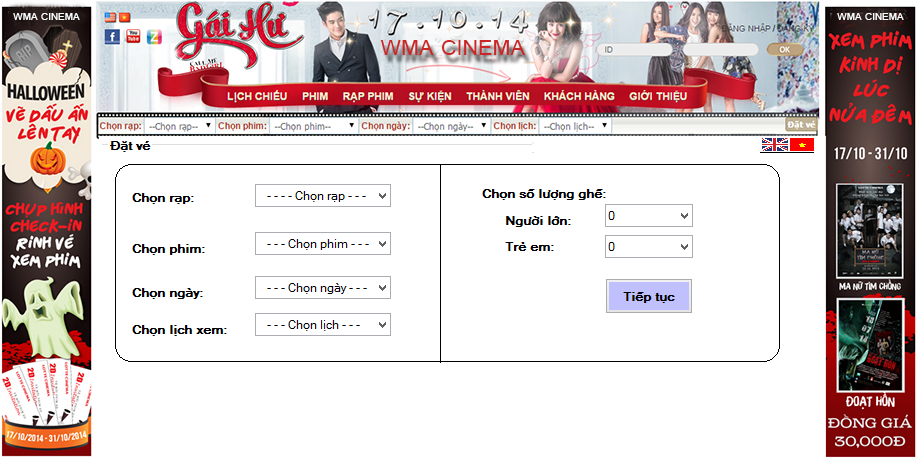 WMA CINEMA
HALLOWEEN
VẼ DẤU ẤN
LÊN TAY
CHỤP HÌNH
CHECK-IN
RINH VÉ
XEM PHIM
17/10/2014 - 31/10/2014
You
Tube
Gái Hư
17.10.14
WMA CINEMA
ĐĂNG NHẬP / ĐĂNG KÝ
ID
OK
LỊCH CHIẾU PHIM RẠP PHIM SỰ KIỆN THÀNH VIÊN KHÁCH HÀNG GIỚI THIỆU
Chọn rạp: --Chọn rạp-- Chọn phim: --Chọn phim-- Chọn ngày: --Chọn ngày-- Chọn lịch: --Chọn lịch-- Đặt vé
Đặt vé
Chọn rạp: - - - - Chọn rạp - - -
Chọn phim: - - - Chọn phim - - -
Chọn ngày: - - - Chọn ngày - - -
Chọn lịch xem: - - - Chọn lịch - - -
Chọn số lượng ghế:
Người lớn: 0
Trẻ em: 0
Tiếp tục
WMA CINEMA
XEM PHIM
KINH DỊ
LÚC
NỬA ĐÊM
17/10 - 31/10
MA NỮ TÌM CHỒNG
ĐOẠT HỒN
ĐỒNG GIÁ
30,000Đ